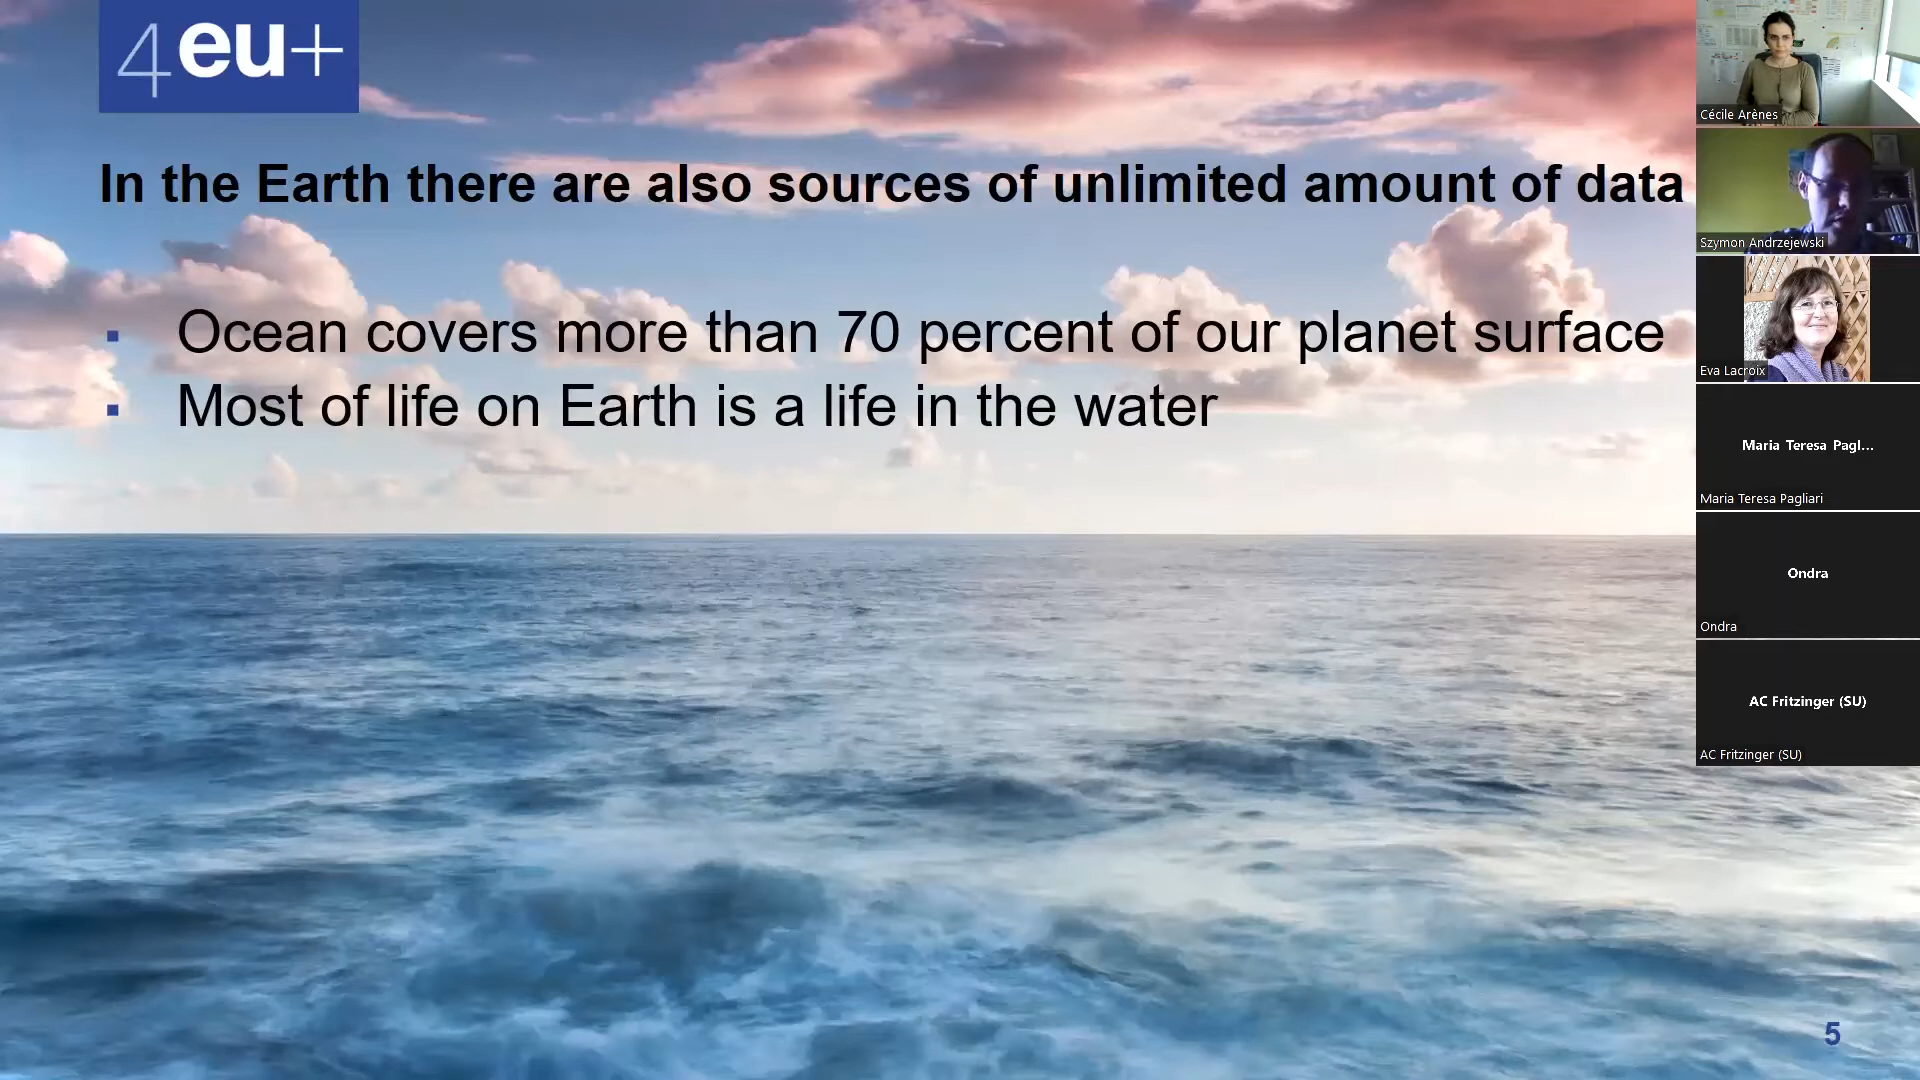 4eu+
In the Earth there are also sources of unlimited amount of data
▪ Ocean covers more than 70 percent of our planet surface
▪ Most of life on Earth is a life in the water
5
Cécile Arènes
Szymon Andrzejewski
Eva Lacroix
Maria Teresa Pagl...
Maria Teresa Pagliari
Ondra
Ondra
AC Fritzinger (SU)
AC Fritzinger (SU)